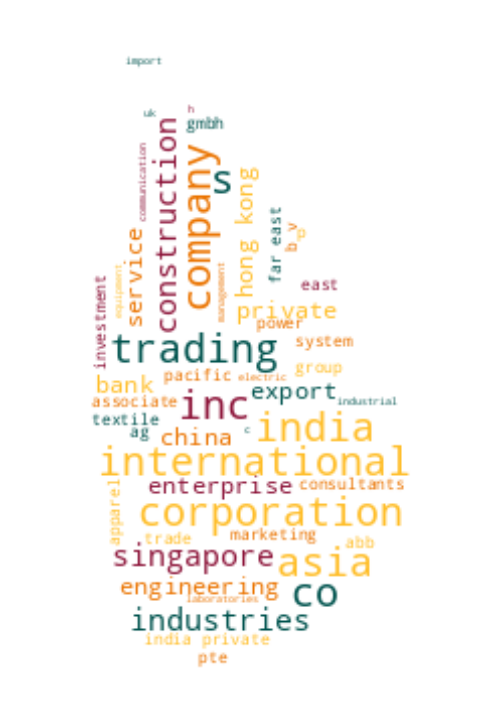 import
uk
h
gmbh
construction
communication
company
s
hong kong
far east
b v
p
service
equipment
management
investment
east
private
power
trading
system
group
pacific
electric
bank
export
associate
inc
industrial
textile
india
ag
china
c
international
enterprise
consultants
apparel
corporation
trade
marketing
abb
singapore
asia
engineering
laboratories
co
industries
india private
pte